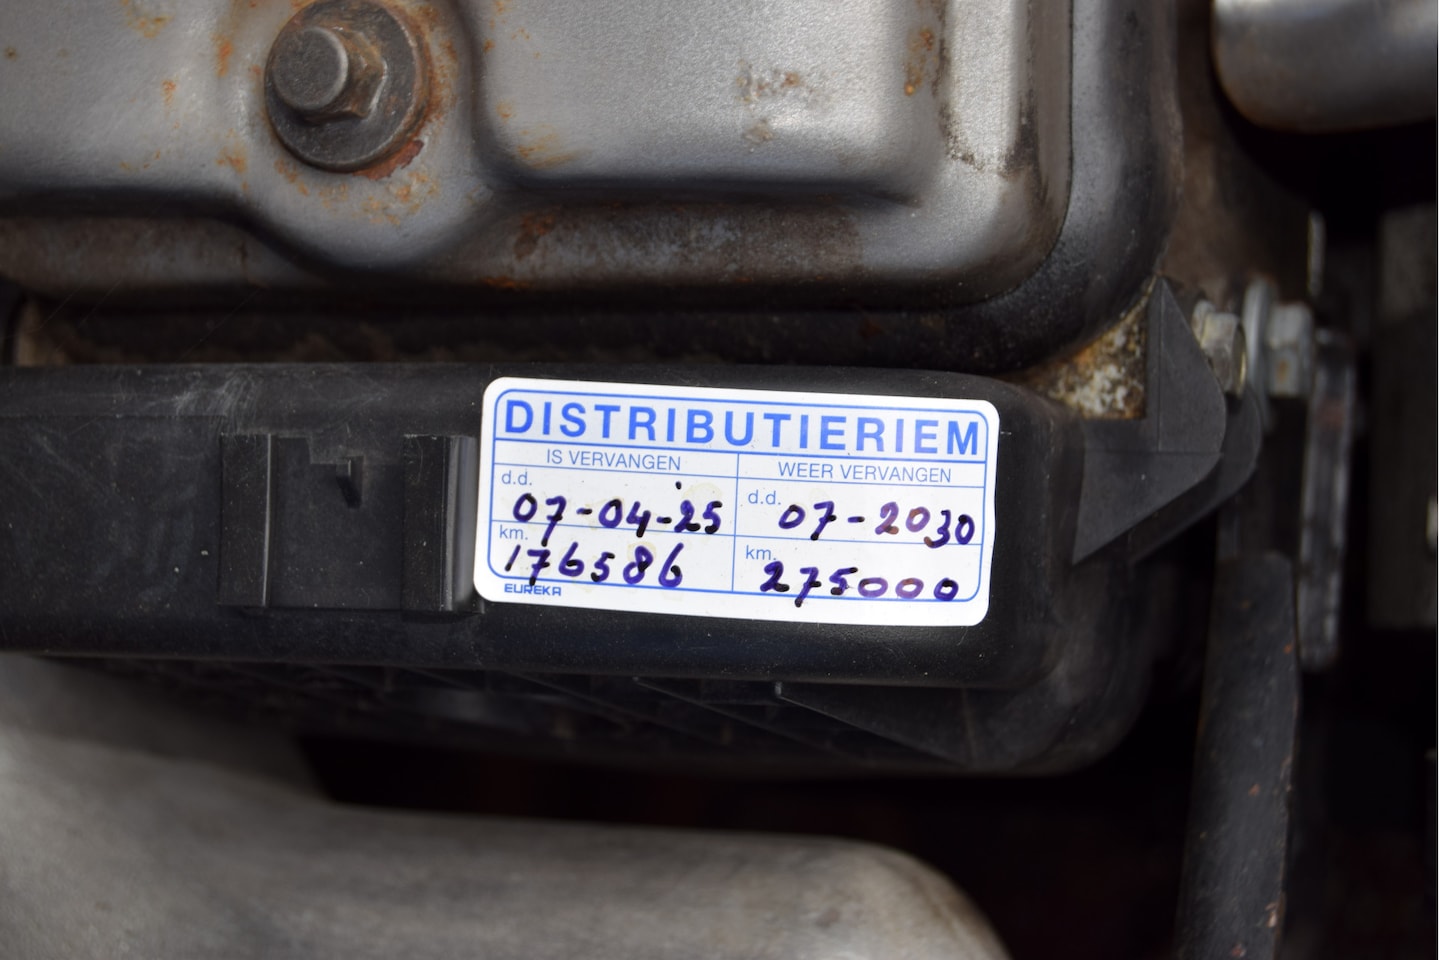 DISTRIBUTIERIEM
IS VERVANGEN
WEER VERVANGEN
d.d. 07-04-25
d.d. 07-2030
km. 176586
km. 275000
EUREKA